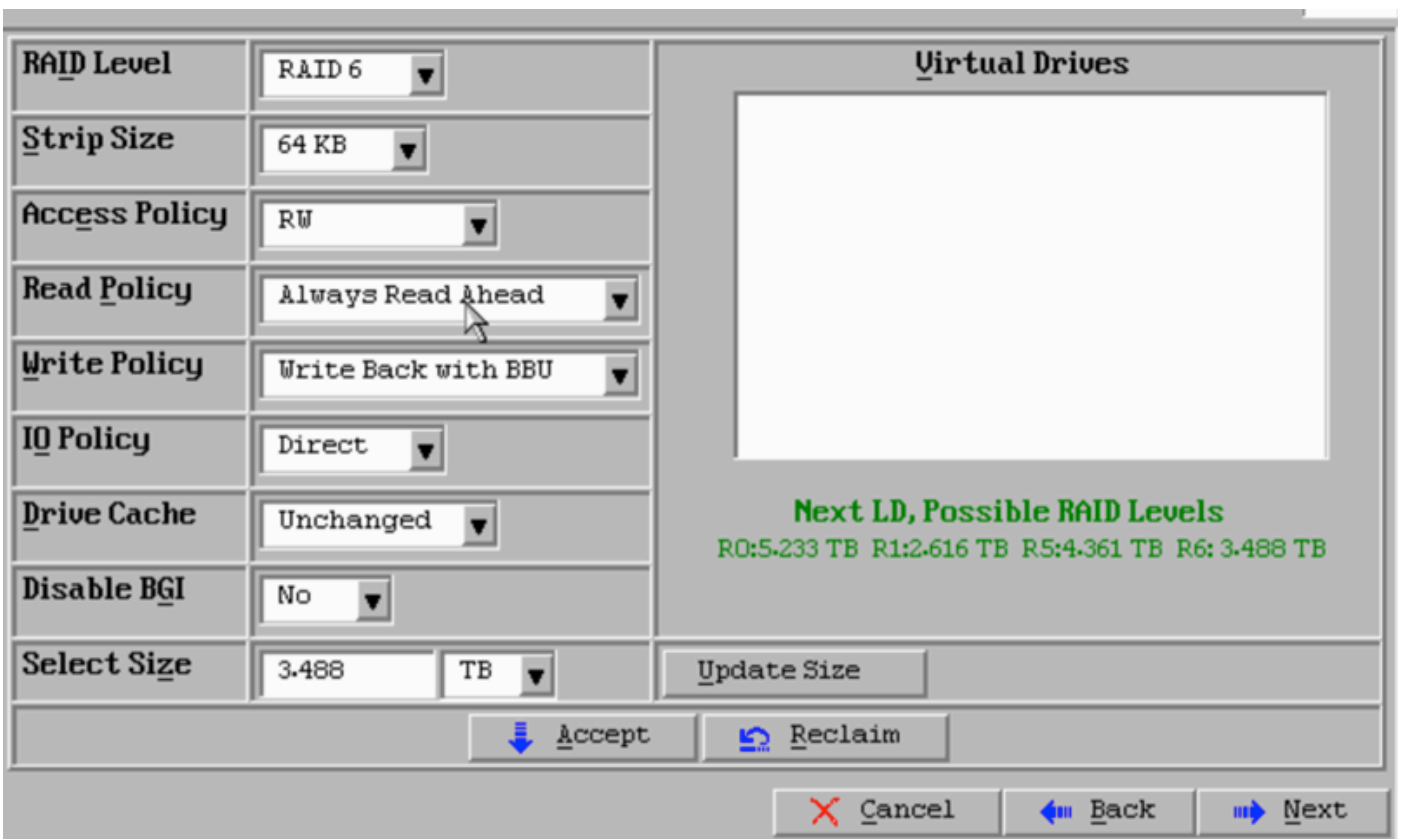 RAID Level RAID 6
Strip Size 64 KB
Access Policy RW
Read Policy Always Read Ahead
Write Policy Write Back with BBU
IO Policy Direct
Drive Cache Unchanged
Disable BGI No
Select Size 3.488 TB
Virtual Drives
Next LD, Possible RAID Levels
R0:5.233 TB R1:2.616 TB R5:4.361 TB R6: 3.488 TB
Update Size
Accept Reclaim
Cancel Back Next